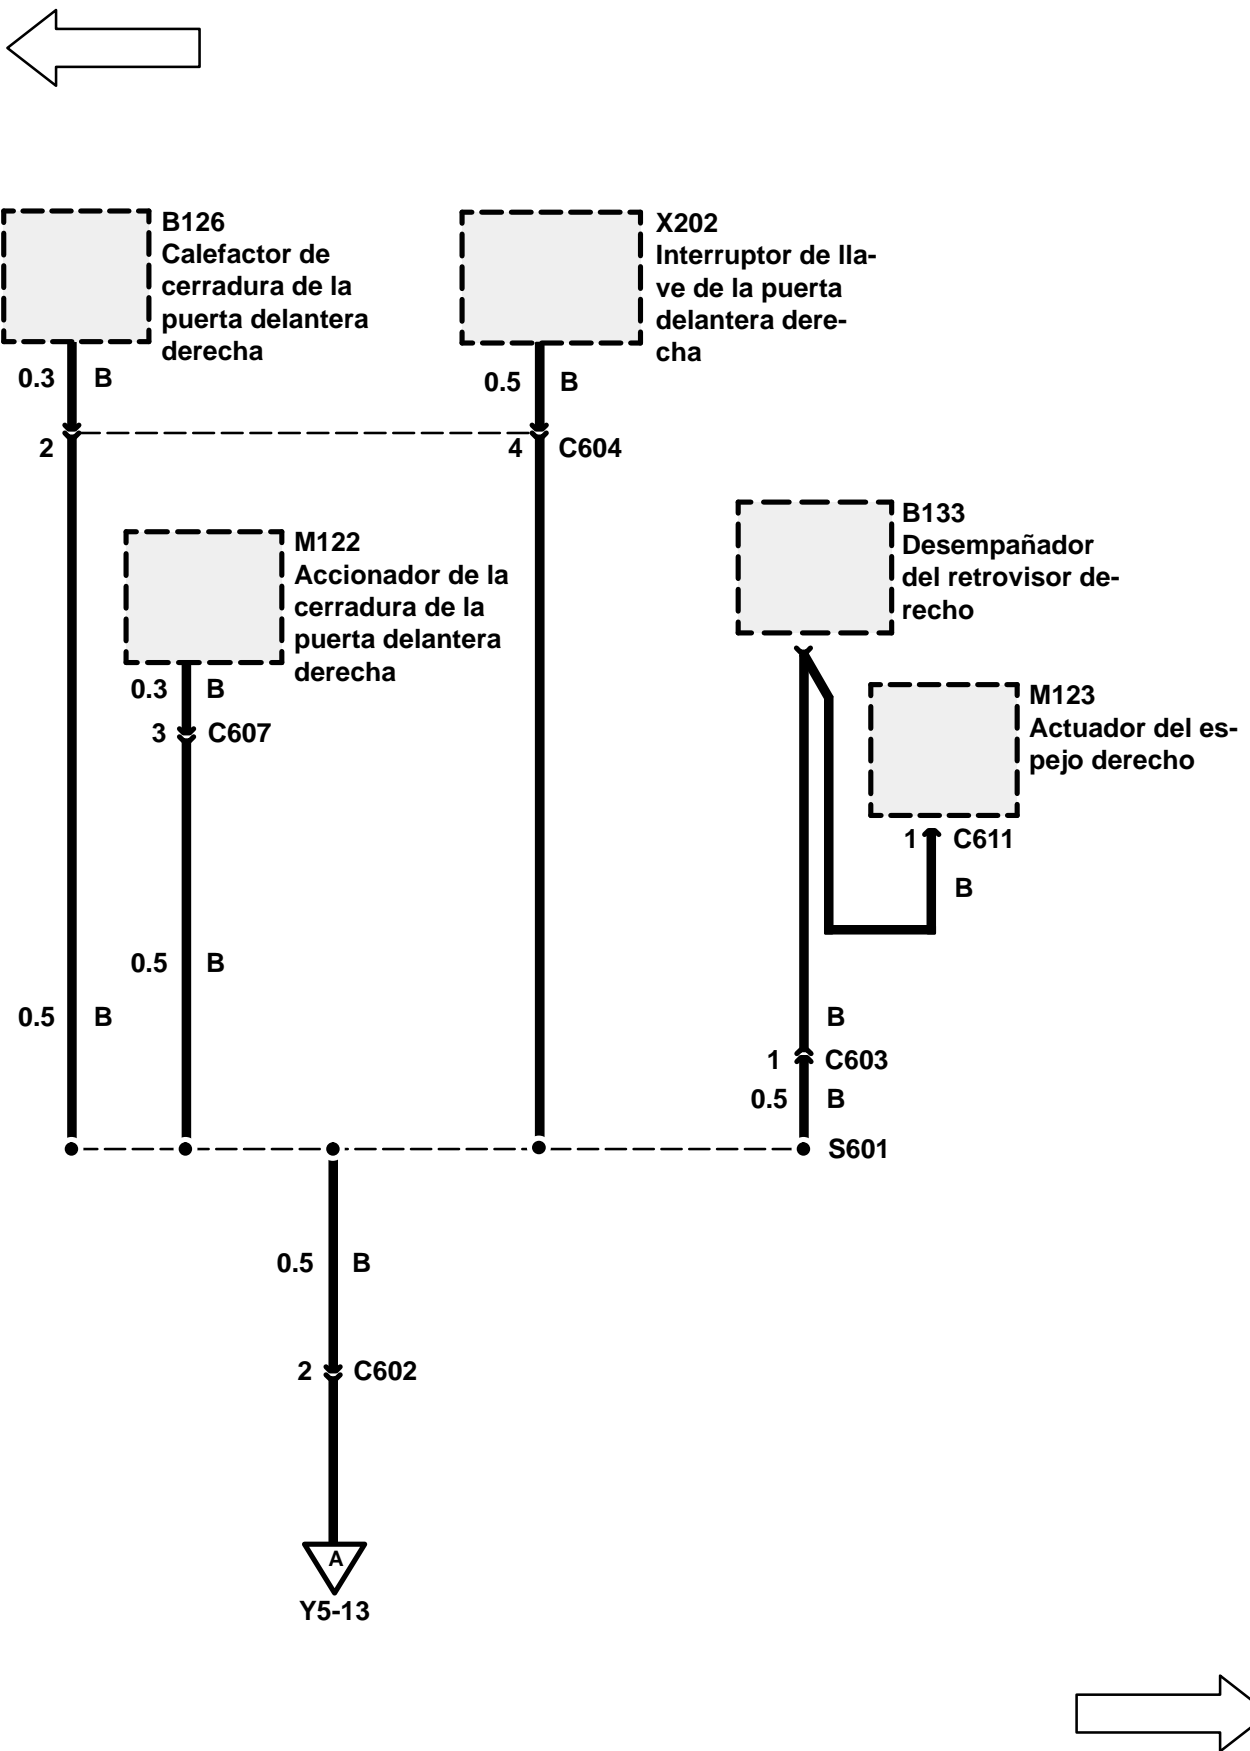 B126
Calefactor de
cerradura de la
puerta delantera
derecha
X202
Interruptor de lla-
ve de la puerta
delantera dere-
cha
0.3 B
0.5 B
2
4 C604
M122
Accionador de la
cerradura de la
puerta delantera
derecha
B133
Desempañador
del retrovisor de-
recho
0.3 B
3 C607
M123
Actuador del es-
pejo derecho
1 C611
B
0.5 B
0.5 B
B
1 C603
0.5 B
S601
0.5 B
2 C602
A
Y5-13